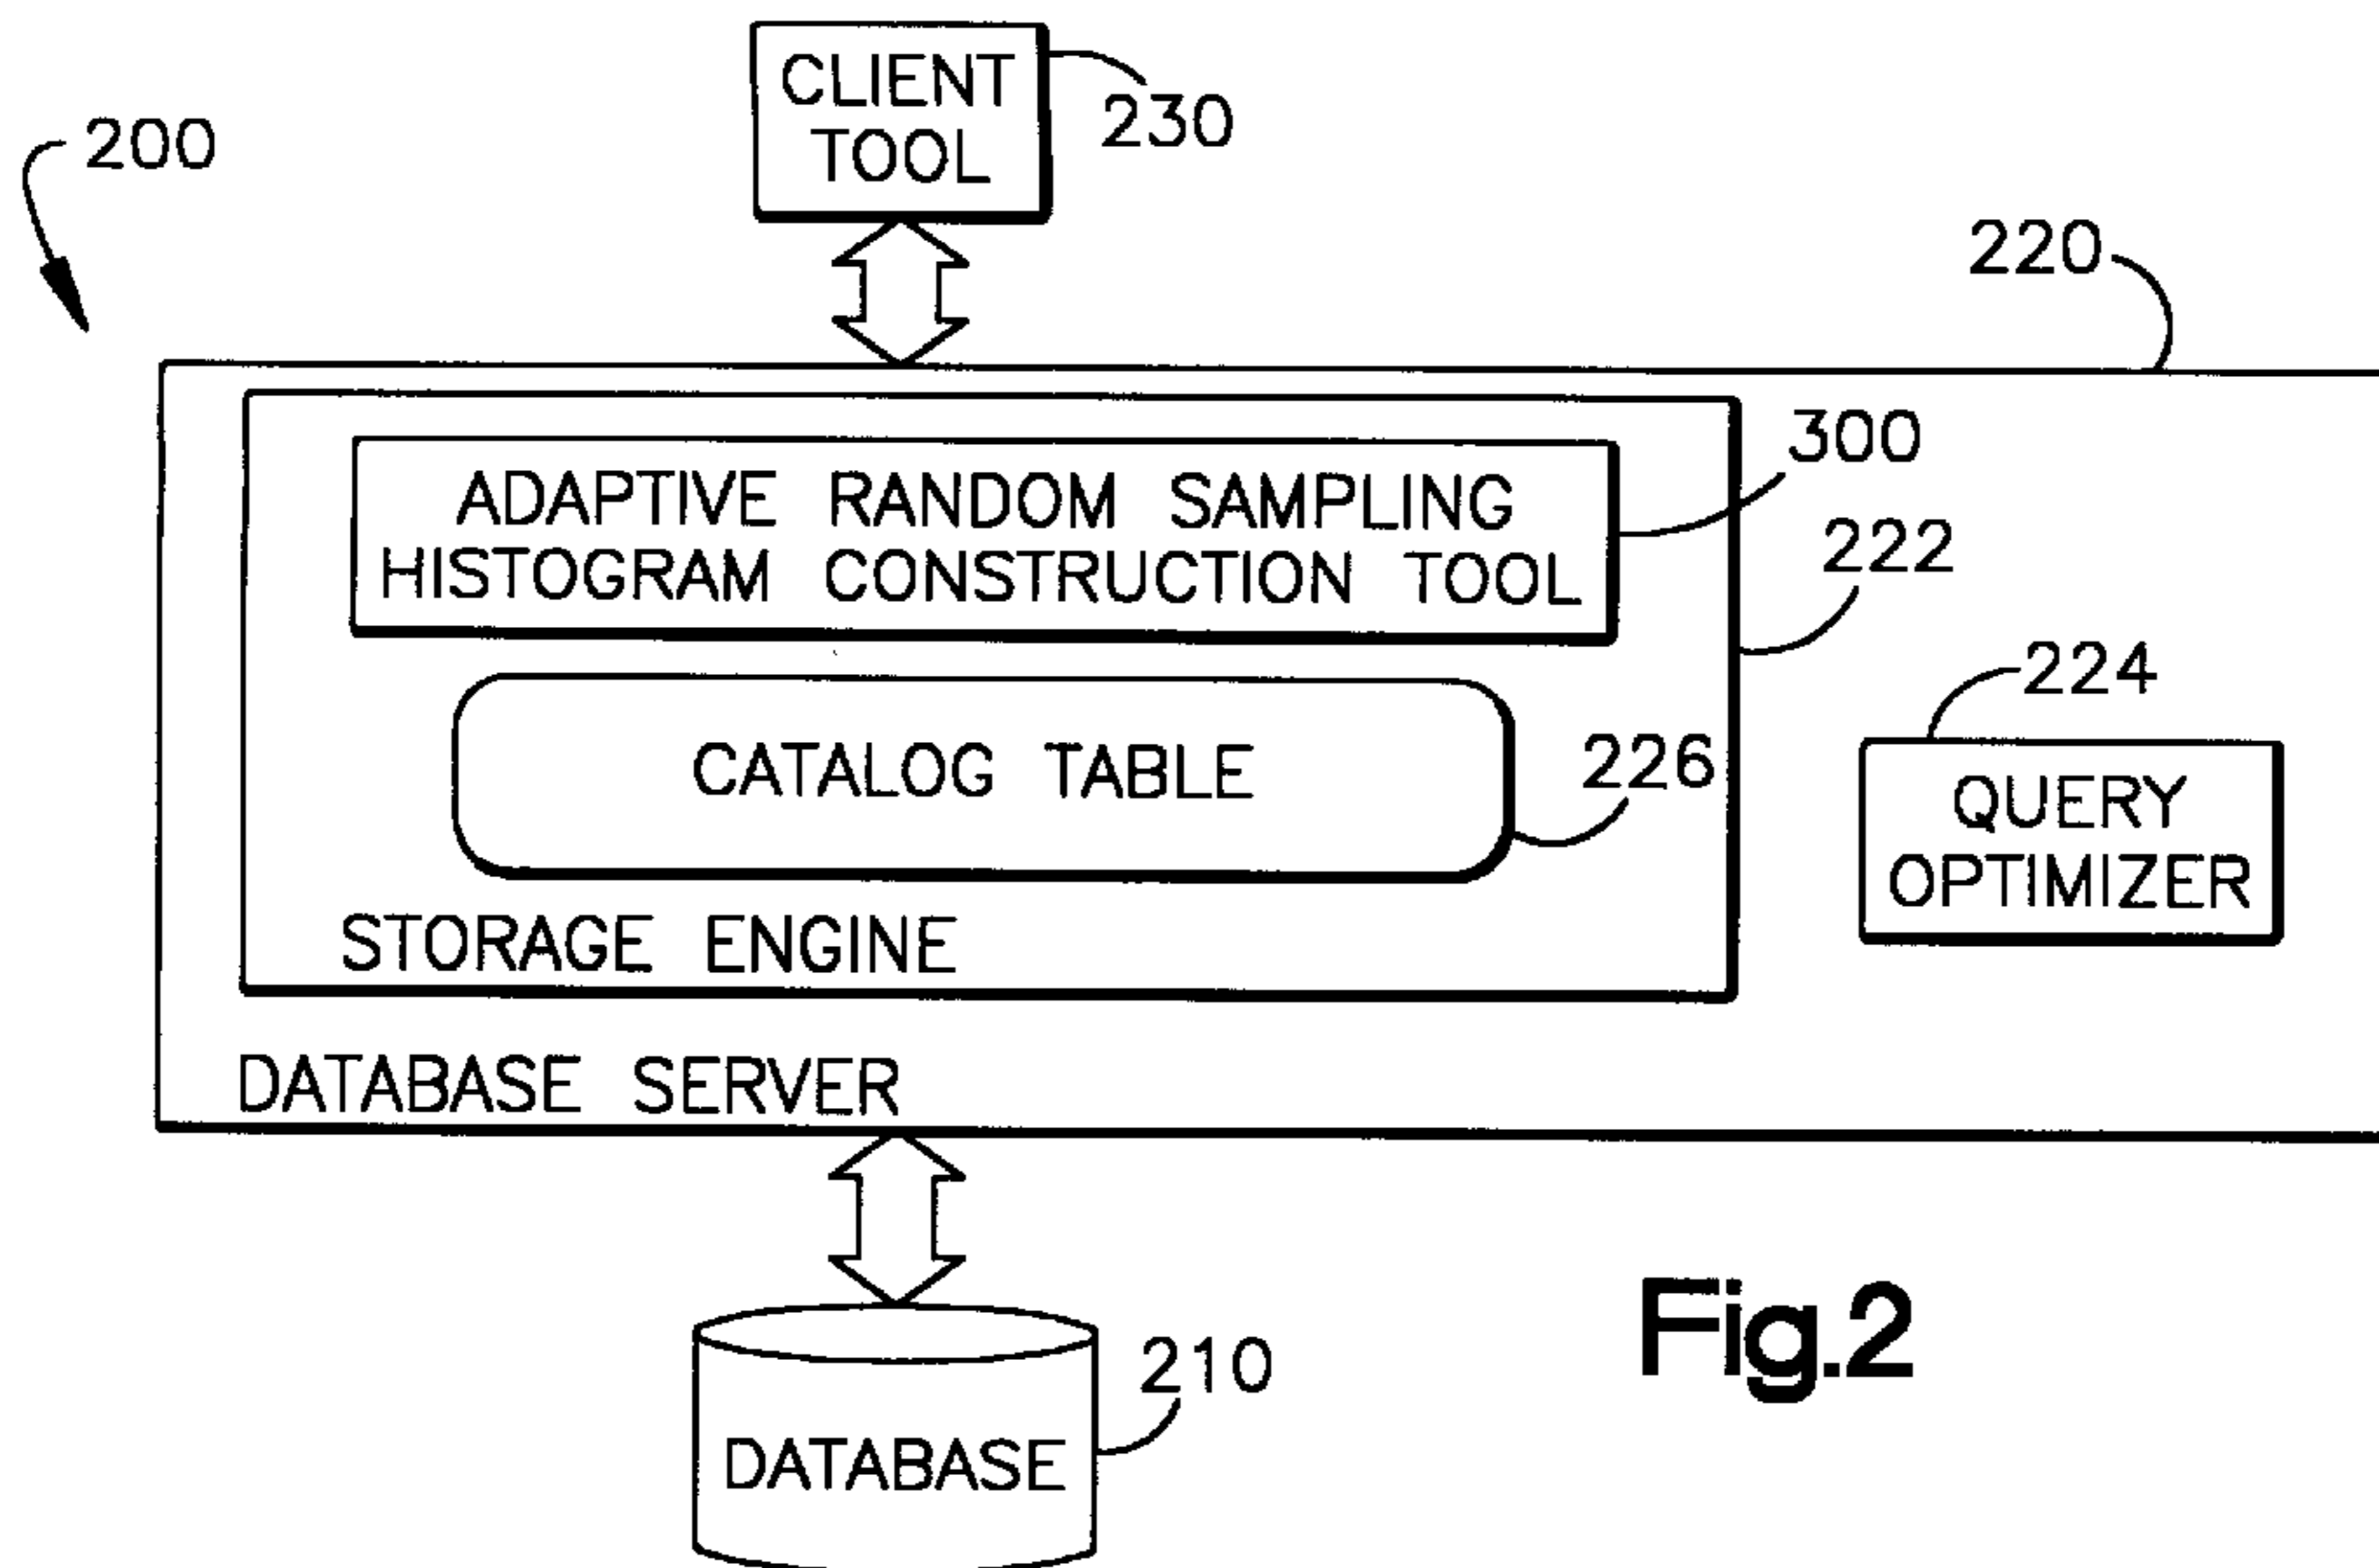 CLIENT
TOOL
230
200
220
300
ADAPTIVE RANDOM SAMPLING
HISTOGRAM CONSTRUCTION TOOL
222
224
CATALOG TABLE
226
QUERY
OPTIMIZER
STORAGE ENGINE
DATABASE SERVER
210
DATABASE
Fig.2